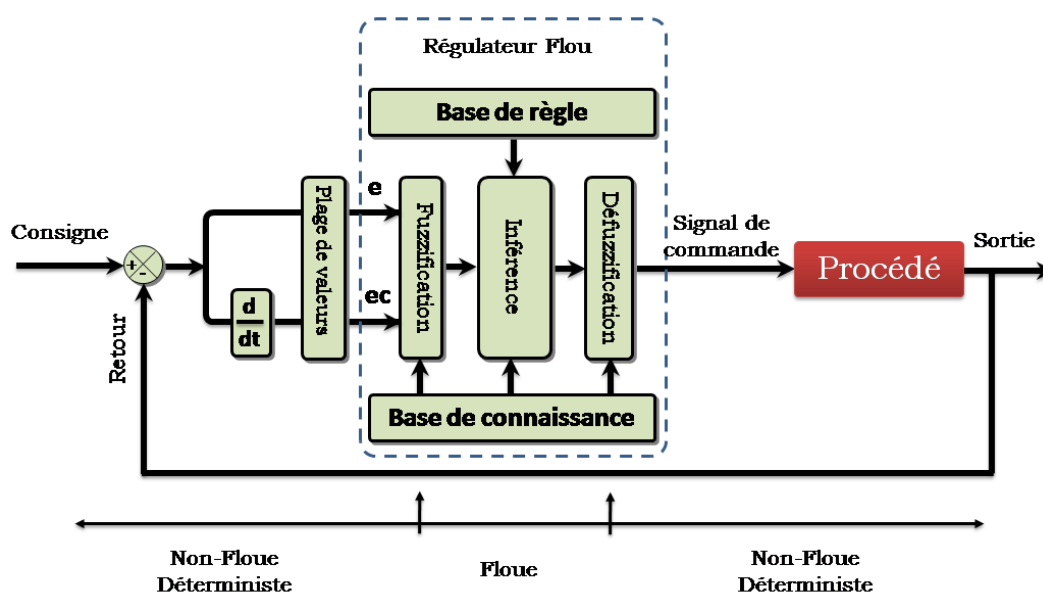 Régulateur Flou
Base de règle
Consigne
+
-
Retour
d
dt
Plage de valeurs
e
ec
Fuzzification
Inférence
Défuzzification
Base de connaissance
Signal de
commande
Procédé
Sortie
Non-Floue
Déterministe
Floue
Non-Floue
Déterministe